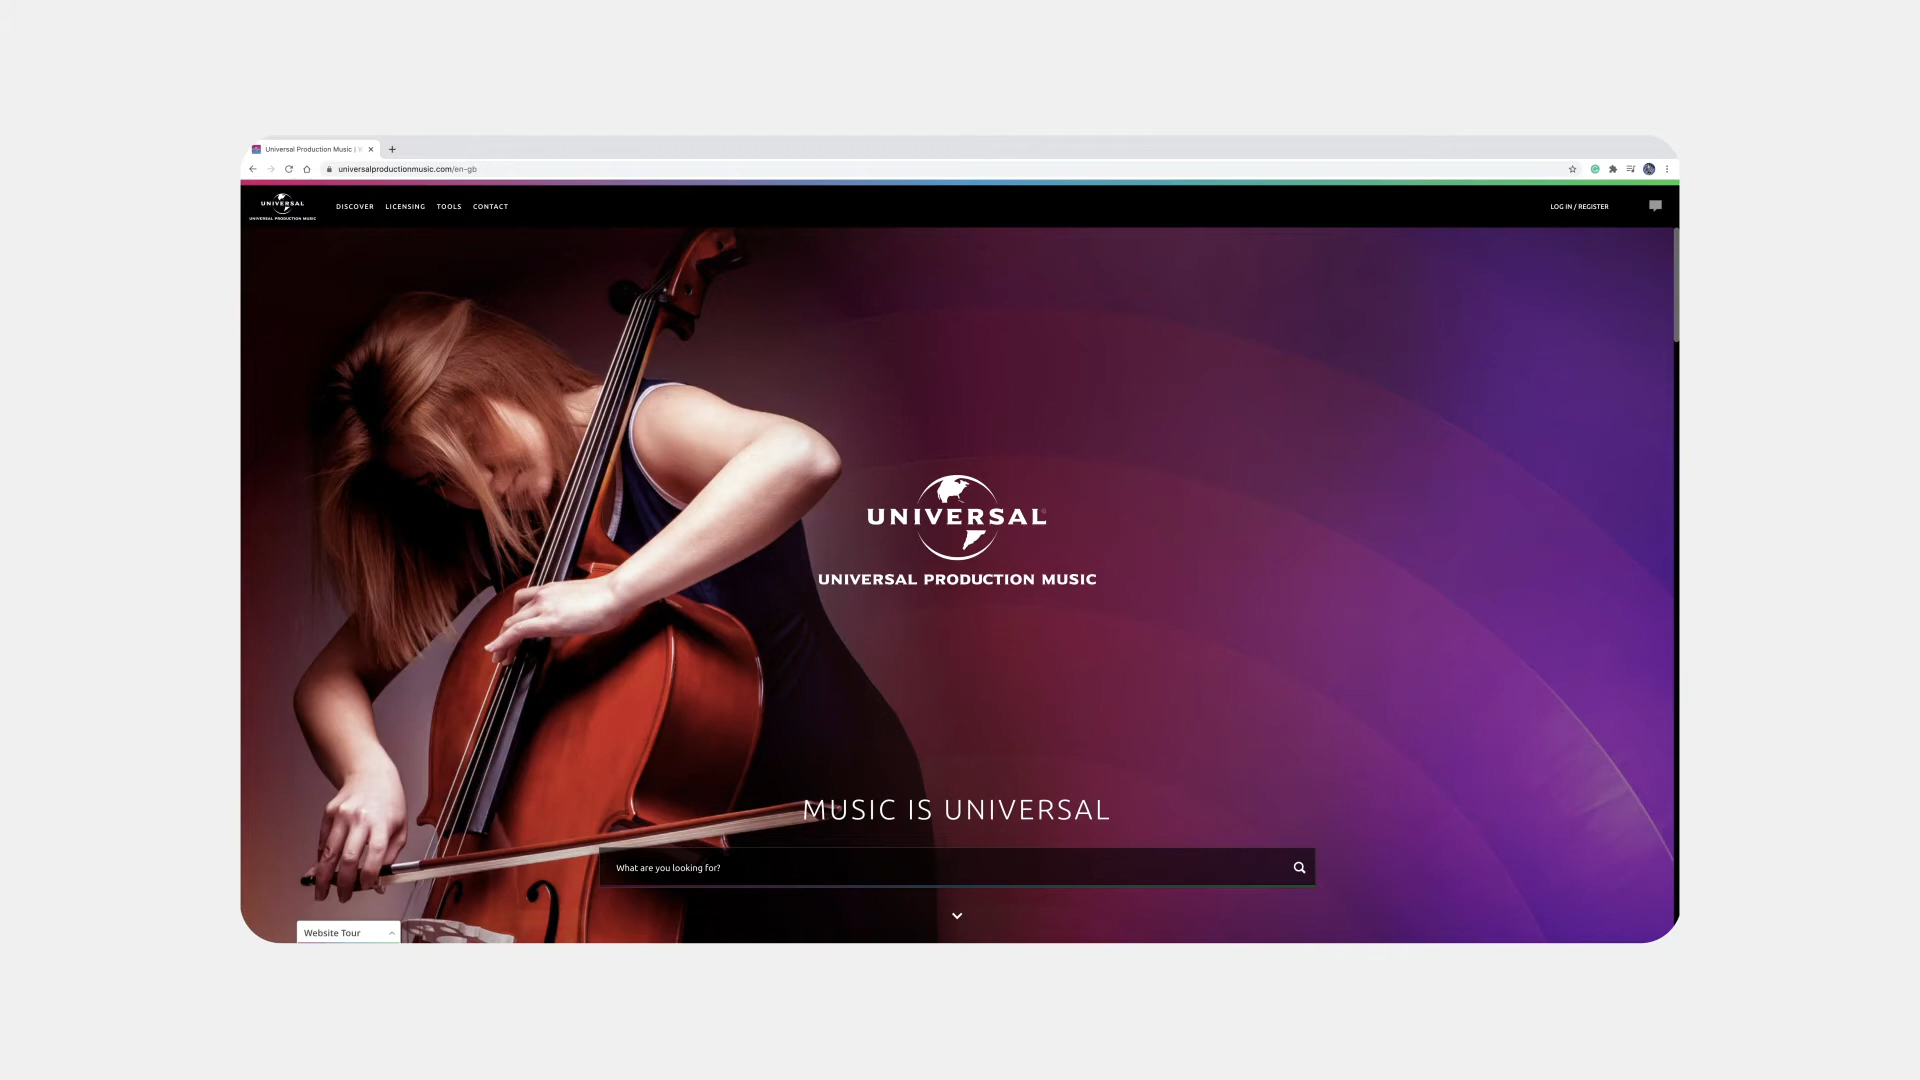 Universal Production Music |
universalproductionmusic.com/en-gb
UNIVERSAL
UNIVERSAL PRODUCTION MUSIC
DISCOVER
LICENSING
TOOLS
CONTACT
LOG IN / REGISTER
UNIVERSAL
UNIVERSAL PRODUCTION MUSIC
MUSIC IS UNIVERSAL
What are you looking for?
Website Tour